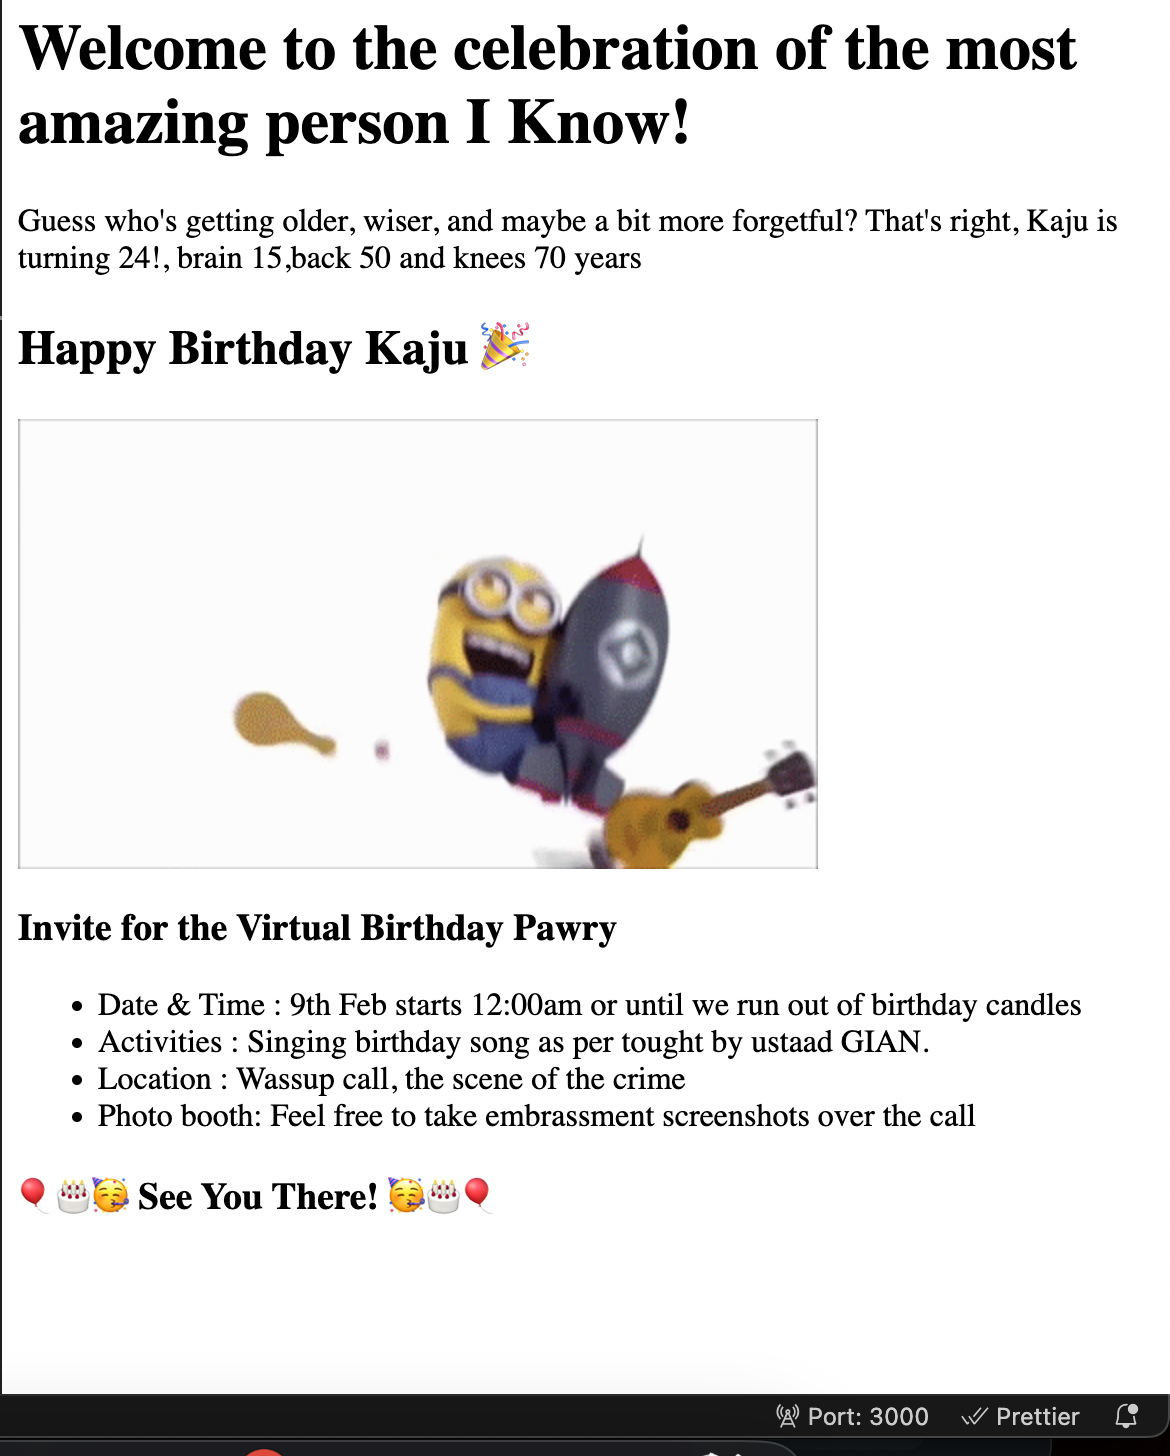 Welcome to the celebration of the most
amazing person I Know!
Guess who's getting older, wiser, and maybe a bit more forgetful? That's right, Kaju is
turning 24!, brain 15,back 50 and knees 70 years
Happy Birthday Kaju 🎉
Invite for the Virtual Birthday Pawry
• Date & Time : 9th Feb starts 12:00am or until we run out of birthday candles
• Activities : Singing birthday song as per tought by ustaad GIAN.
• Location : Wassup call, the scene of the crime
• Photo booth: Feel free to take embrassment screenshots over the call
🎈🎂🥳 See You There! 🥳🎂🎈
Port: 3000 Prettier